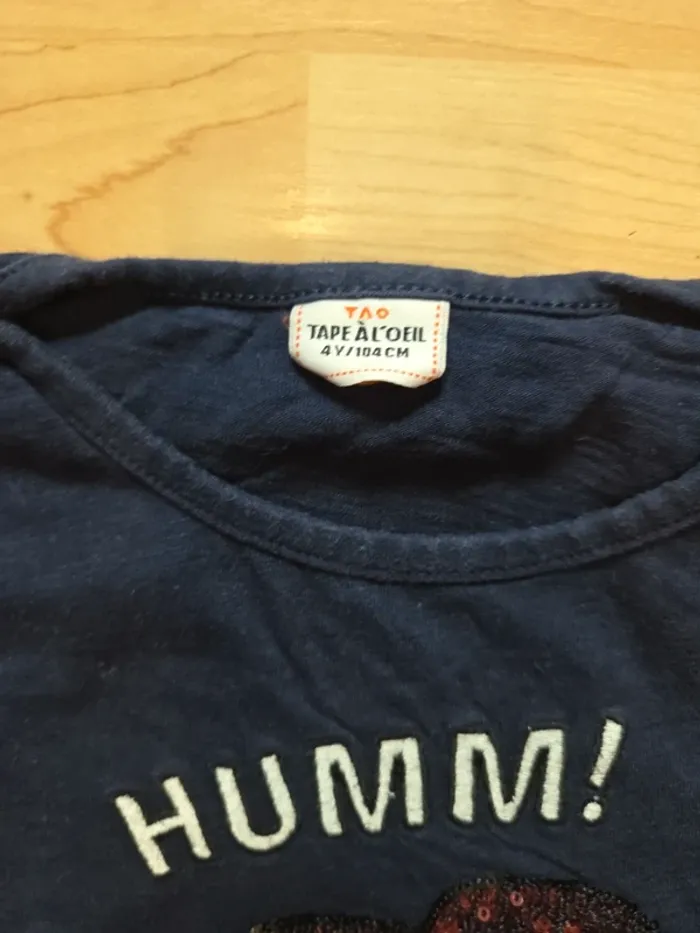 TAO
TAPE À L'OEIL
4Y/104CM
HUMM!